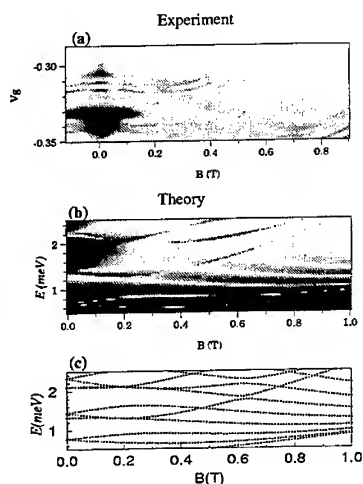 Experiment
(a)
Vg
-0.30
-0.35
0.0 0.2 0.4 0.6 0.8
B (T)
Theory
(b)
E (meV)
2
1
0.0 0.2 0.4 0.6 0.8 1.0
B (T)
(c)
E(meV)
2
1
0.0 0.2 0.4 0.6 0.8 1.0
B(T)